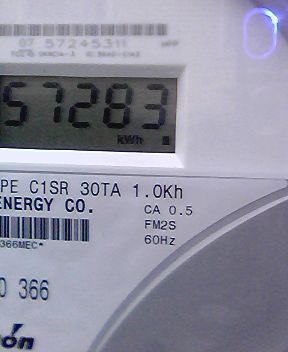 07 57245311
57283
kWh
PE C1SR 30TA 1.0Kh
ENERGY CO.
CA 0.5
FM2S
60Hz
366MEC*
0 366
ron